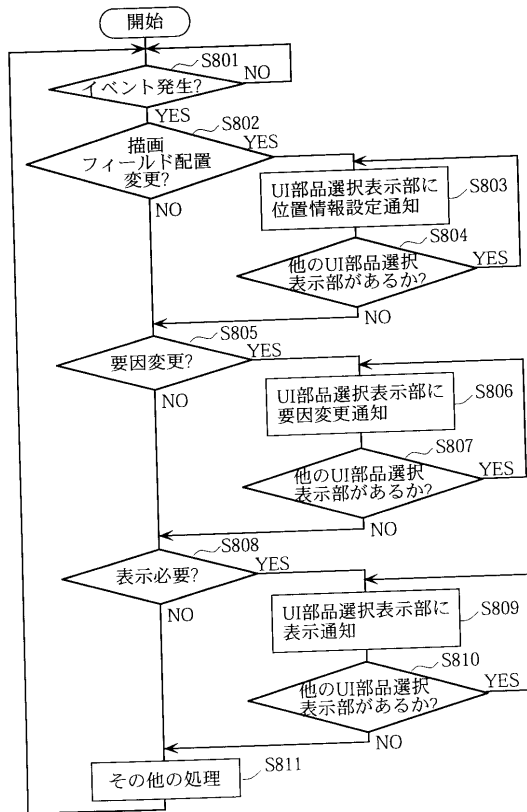 開始
S801
イベント発生?
NO
YES
S802
描画
フィールド配置
変更?
YES
NO
UI部品選択表示部に
位置情報設定通知
S803
S804
他のUI部品選択
表示部があるか?
YES
NO
S805
要因変更?
YES
NO
UI部品選択表示部に
要因変更通知
S806
S807
他のUI部品選択
表示部があるか?
YES
NO
S808
表示必要?
YES
NO
UI部品選択表示部に
表示通知
S809
S810
他のUI部品選択
表示部があるか?
YES
NO
その他の処理
S811